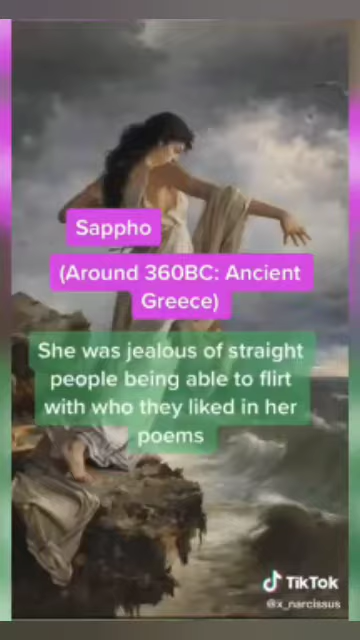 Sappho
(Around 360BC: Ancient
Greece)
She was jealous of straight
people being able to flirt
with who they liked in her
poems
TikTok
@x_narcissus